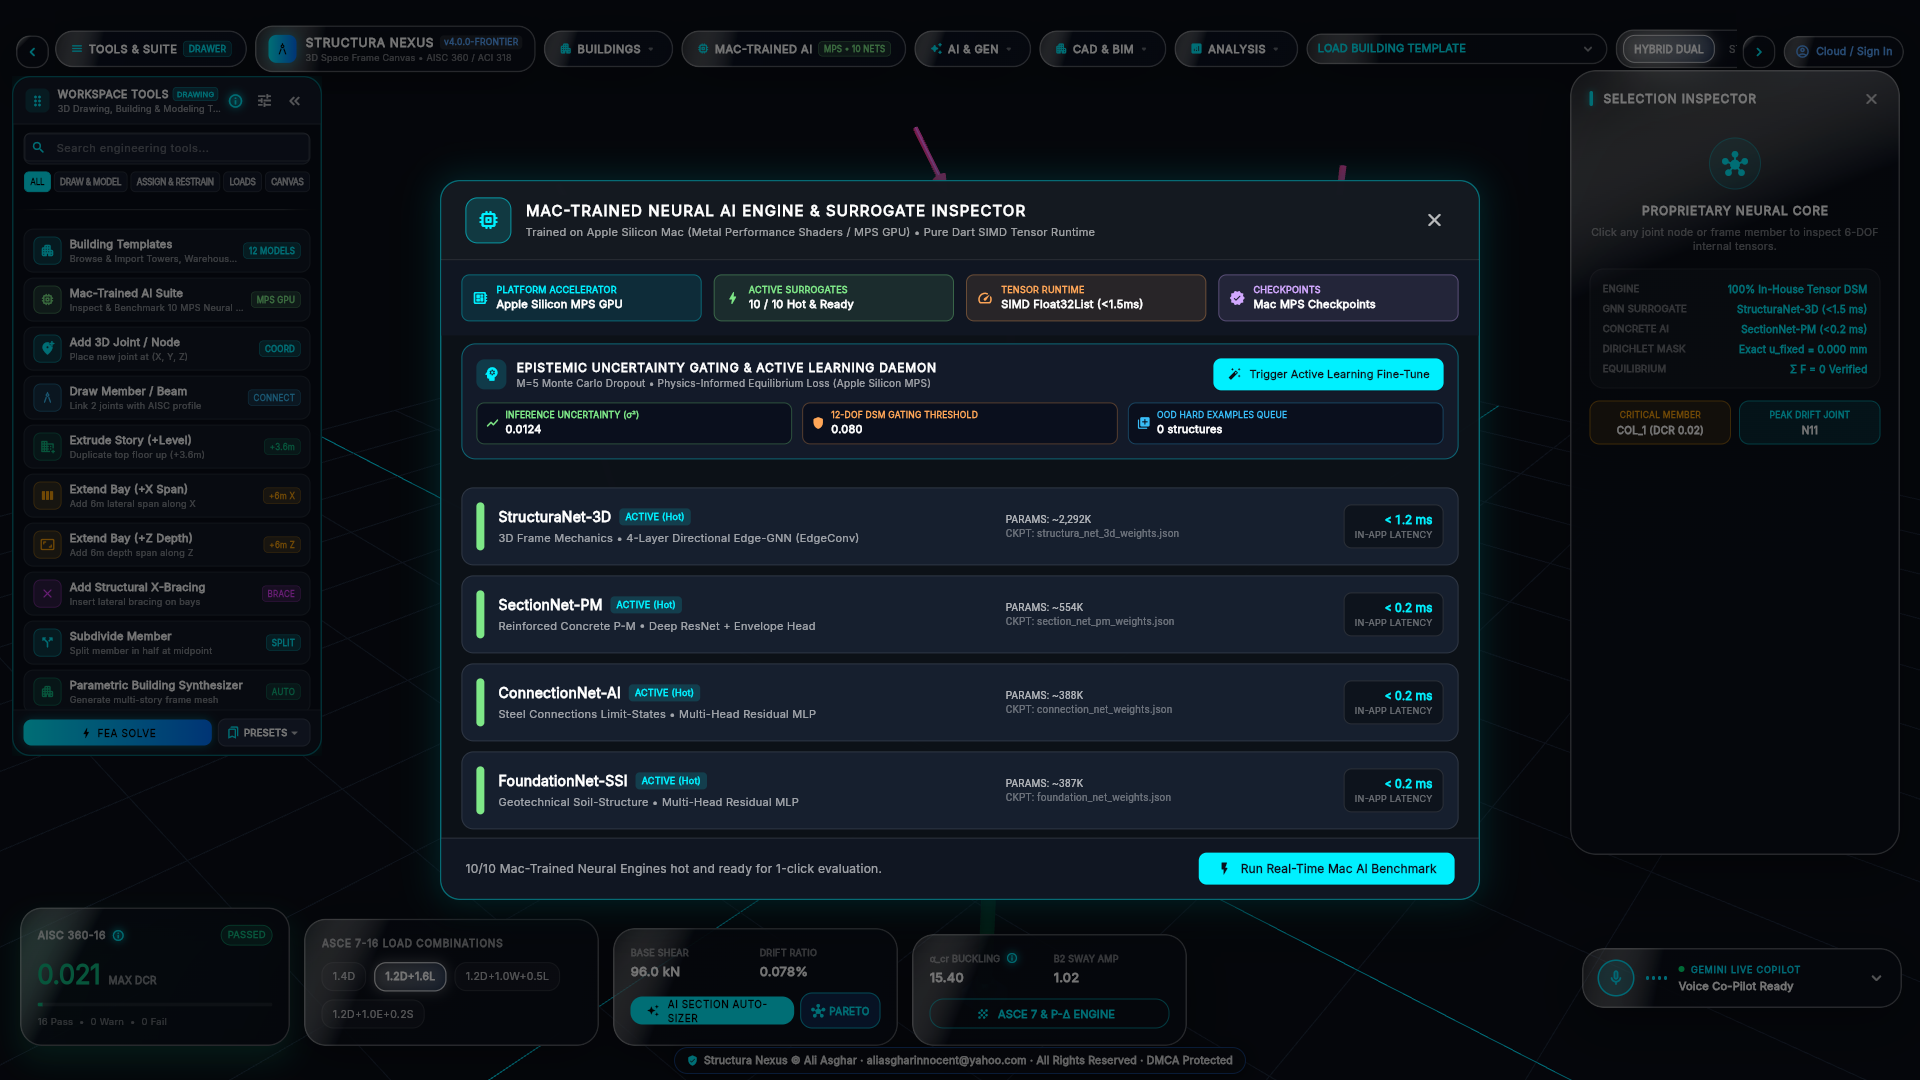 TOOLS & SUITE DRAWER
STRUCTURA NEXUS v4.0.0-FRONTIER
3D Space Frame Canvas • AISC 360 / ACI 318
BUILDINGS
MAC-TRAINED AI MPS • 10 NETS
AI & GEN
CAD & BIM
ANALYSIS
LOAD BUILDING TEMPLATE
HYBRID DUAL
Cloud / Sign In
WORKSPACE TOOLS DRAWING
3D Drawing, Building & Modeling T...
Search engineering tools...
ALL DRAW & MODEL ASSIGN & RESTRAIN LOADS CANVAS
Building Templates
Browse & Import Towers, Warehous...
12 MODELS
Mac-Trained AI Suite
Inspect & Benchmark 10 MPS Neural ...
MPS GPU
Add 3D Joint / Node
Place new joint at (X, Y, Z)
COORD
Draw Member / Beam
Link 2 joints with AISC profile
CONNECT
Extrude Story (+Level)
Duplicate top floor up (+3.6m)
+3.6m
Extend Bay (+X Span)
Add 6m lateral span along X
+6m X
Extend Bay (+Z Depth)
Add 6m depth span along Z
+6m Z
Add Structural X-Bracing
Insert lateral bracing on bays
BRACE
Subdivide Member
Split member in half at midpoint
SPLIT
Parametric Building Synthesizer
Generate multi-story frame mesh
AUTO
FEA SOLVE
PRESETS
MAC-TRAINED NEURAL AI ENGINE & SURROGATE INSPECTOR
Trained on Apple Silicon Mac (Metal Performance Shaders / MPS GPU) • Pure Dart SIMD Tensor Runtime
PLATFORM ACCELERATOR
Apple Silicon MPS GPU
ACTIVE SURROGATES
10 / 10 Hot & Ready
TENSOR RUNTIME
SIMD Float32List (<1.5ms)
CHECKPOINTS
Mac MPS Checkpoints
EPISTEMIC UNCERTAINTY GATING & ACTIVE LEARNING DAEMON
M=5 Monte Carlo Dropout • Physics-Informed Equilibrium Loss (Apple Silicon MPS)
Trigger Active Learning Fine-Tune
INFERENCE UNCERTAINTY (σ²)
0.0124
12-DOF DSM GATING THRESHOLD
0.080
OOD HARD EXAMPLES QUEUE
0 structures
StructuraNet-3D ACTIVE (Hot)
3D Frame Mechanics • 4-Layer Directional Edge-GNN (EdgeConv)
PARAMS: ~2,292K
CKPT: structura_net_3d_weights.json
< 1.2 ms
IN-APP LATENCY
SectionNet-PM ACTIVE (Hot)
Reinforced Concrete P-M • Deep ResNet + Envelope Head
PARAMS: ~554K
CKPT: section_net_pm_weights.json
< 0.2 ms
IN-APP LATENCY
ConnectionNet-AI ACTIVE (Hot)
Steel Connections Limit-States • Multi-Head Residual MLP
PARAMS: ~388K
CKPT: connection_net_weights.json
< 0.2 ms
IN-APP LATENCY
FoundationNet-SSI ACTIVE (Hot)
Geotechnical Soil-Structure • Multi-Head Residual MLP
PARAMS: ~387K
CKPT: foundation_net_weights.json
< 0.2 ms
IN-APP LATENCY
10/10 Mac-Trained Neural Engines hot and ready for 1-click evaluation.
Run Real-Time Mac AI Benchmark
SELECTION INSPECTOR
PROPRIETARY NEURAL CORE
Click any joint node or frame member to inspect 6-DOF
internal tensors.
ENGINE 100% In-House Tensor DSM
GNN SURROGATE StructuraNet-3D (<1.5 ms)
CONCRETE AI SectionNet-PM (<0.2 ms)
DIRICHLET MASK Exact u_fixed = 0.000 mm
EQUILIBRIUM Σ F = 0 Verified
CRITICAL MEMBER
COL_1 (DCR 0.02)
PEAK DRIFT JOINT
N11
AISC 360-16 PASSED
0.021 MAX DCR
16 Pass • 0 Warn • 0 Fail
ASCE 7-16 LOAD COMBINATIONS
1.4D 1.2D+1.6L 1.2D+1.0W+0.5L
1.2D+1.0E+0.2S
BASE SHEAR
96.0 kN
DRIFT RATIO
0.078%
AI SECTION AUTO-
SIZER
PARETO
α_cr BUCKLING
15.40
B2 SWAY AMP
1.02
ASCE 7 & P-Δ ENGINE
GEMINI LIVE COPILOT
Voice Co-Pilot Ready
Structura Nexus © Ali Asghar · aliasgharinnocent@yahoo.com · All Rights Reserved · DMCA Protected